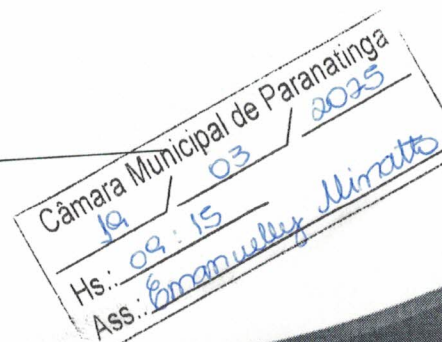 Câmara Municipal de Paranatinga
19 / 03 / 2025
Hs.: 09:15
Ass.: Emanuelly Minatto